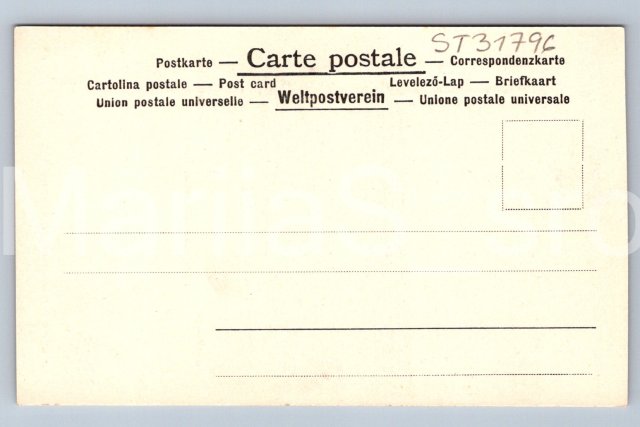 ST31796
Postkarte — Carte postale — Correspondenzkarte
Cartolina postale — Post card Levelező-Lap — Briefkaart
Union postale universelle — Weltpostverein — Unione postale universale